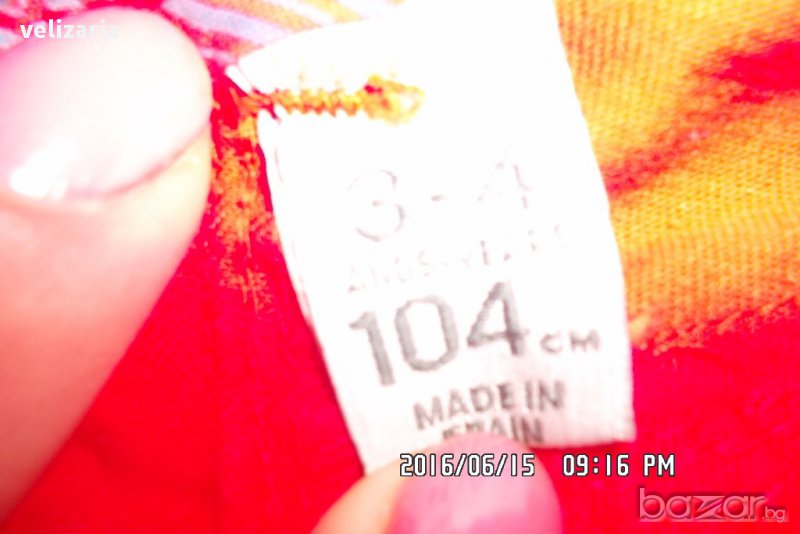 velizaria
3-4
AÑOS-YEARS
104 CM
MADE IN
SPAIN
2016/06/15 09:16 PM
bazar.bg